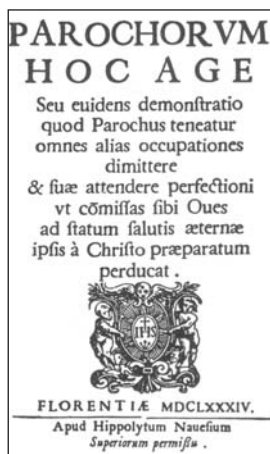 PAROCHORVM
HOC AGE
Seu euidens demonſtratio
quod Parochus teneatur
omnes alias occupationes
dimittere
& ſuæ attendere perfectioni
vt cōmiſſas ſibi Oues
ad ſtatum ſalutis æternæ
ipſis à Chriſto præparatum
perducat .
IHS
FLORENTIÆ MDCLXXXIV.
Apud Hippolytum Naueſium
Superiorum permiſſu .